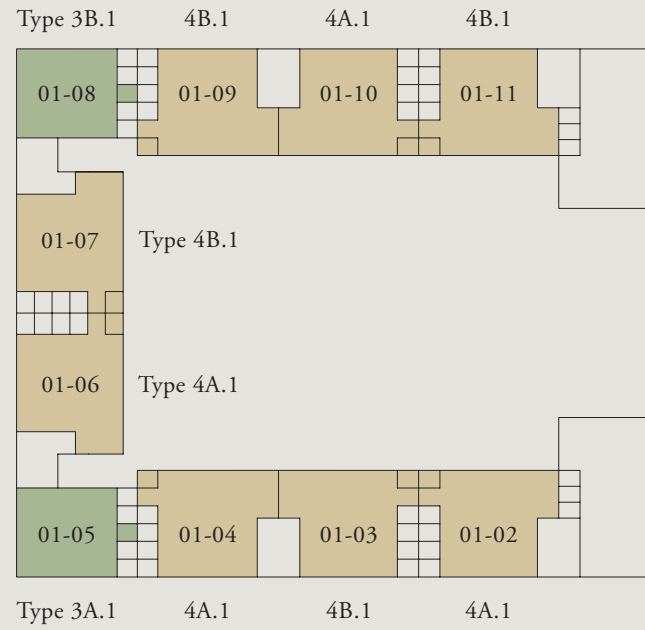 Type 3B.1 4B.1 4A.1 4B.1
01-08 01-09 01-10 01-11
01-07 Type 4B.1
01-06 Type 4A.1
01-05 01-04 01-03 01-02
Type 3A.1 4A.1 4B.1 4A.1